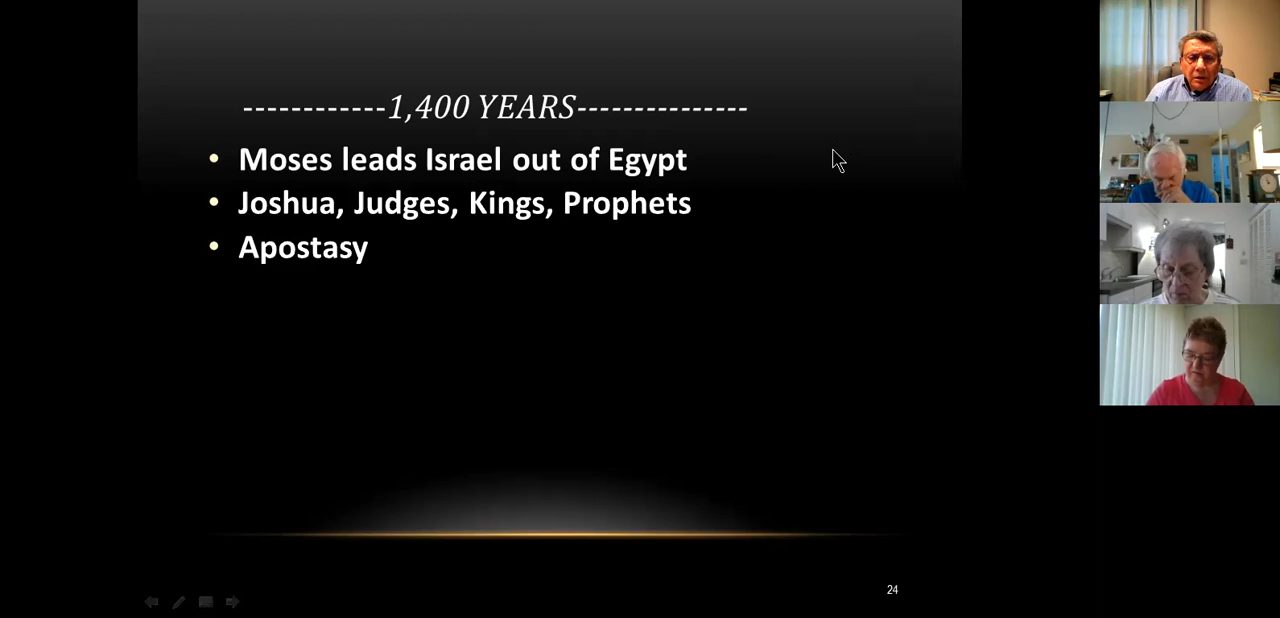 ------------1,400 YEARS---------------
• Moses leads Israel out of Egypt
• Joshua, Judges, Kings, Prophets
• Apostasy
24